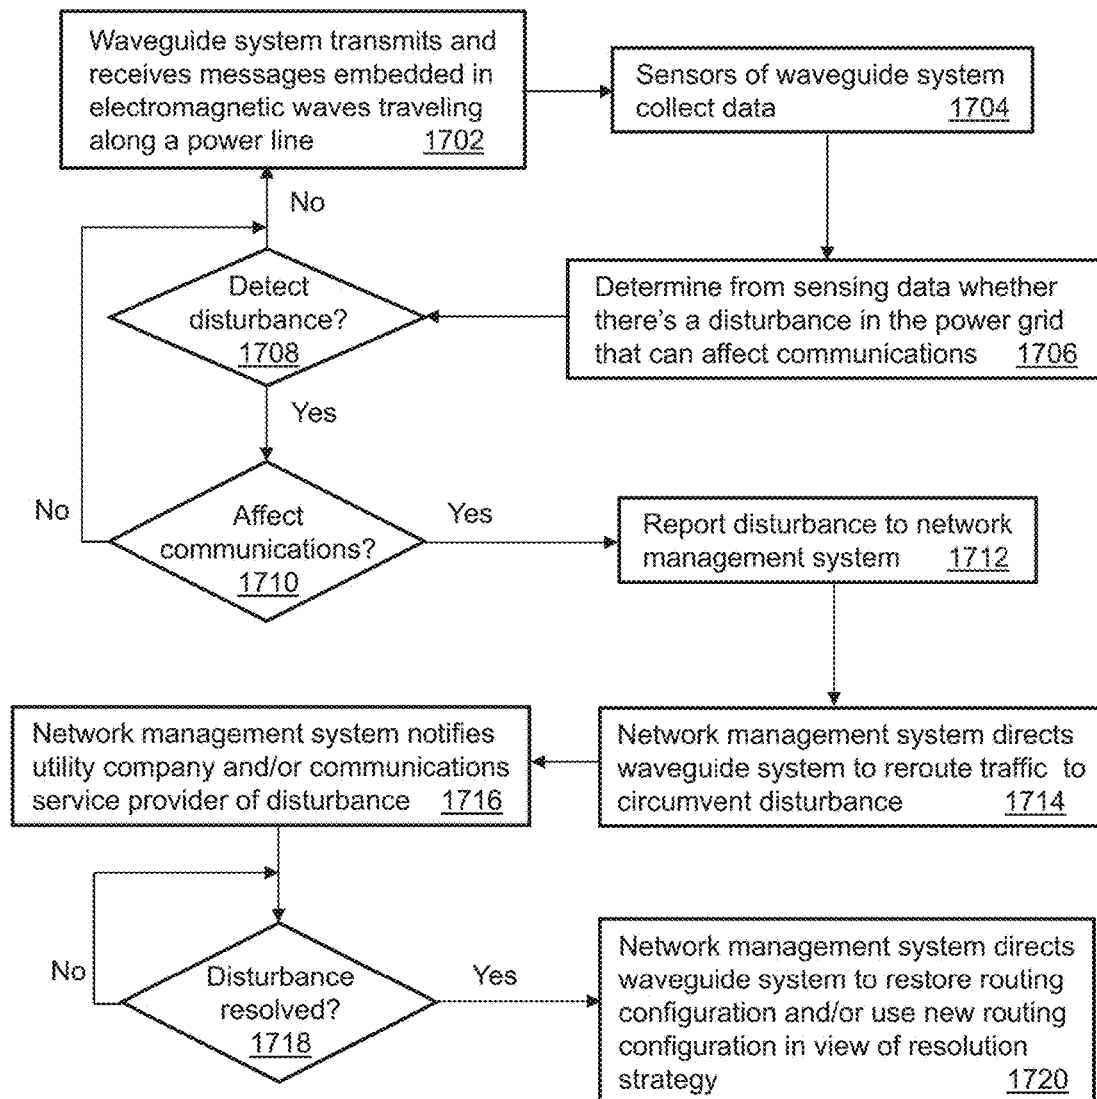 Waveguide system transmits and
receives messages embedded in
electromagnetic waves traveling
along a power line 1702
Sensors of waveguide system
collect data 1704
No
Detect
disturbance?
1708
Determine from sensing data whether
there's a disturbance in the power grid
that can affect communications 1706
Yes
No
Affect
communications?
1710
Yes
Report disturbance to network
management system 1712
Network management system notifies
utility company and/or communications
service provider of disturbance 1716
Network management system directs
waveguide system to reroute traffic to
circumvent disturbance 1714
No
Disturbance
resolved?
1718
Yes
Network management system directs
waveguide system to restore routing
configuration and/or use new routing
configuration in view of resolution
strategy 1720